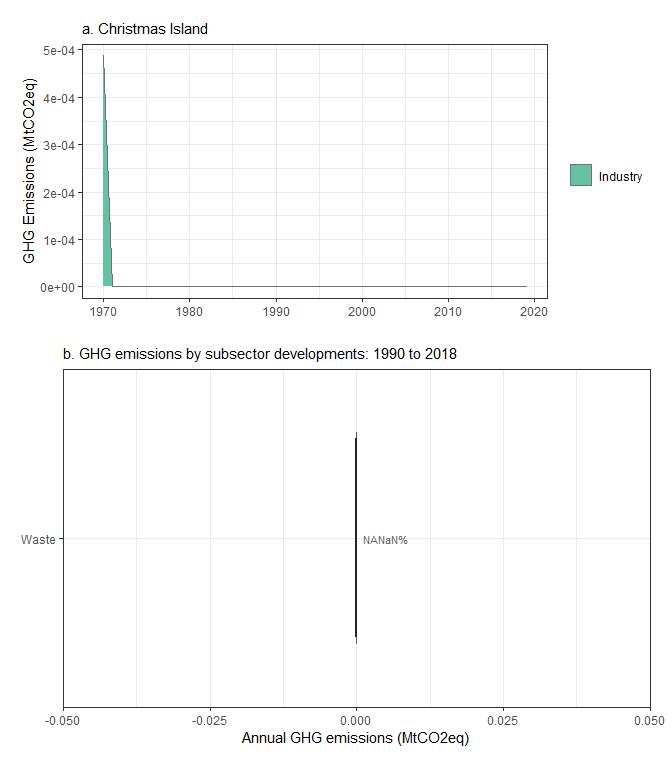 a. Christmas Island
5e-04
4e-04
3e-04
2e-04
1e-04
0e+00
GHG Emissions (MtCO2eq)
1970 1980 1990 2000 2010 2020
Industry
b. GHG emissions by subsector developments: 1990 to 2018
Waste
NANaN%
-0.050 -0.025 0.000 0.025 0.050
Annual GHG emissions (MtCO2eq)